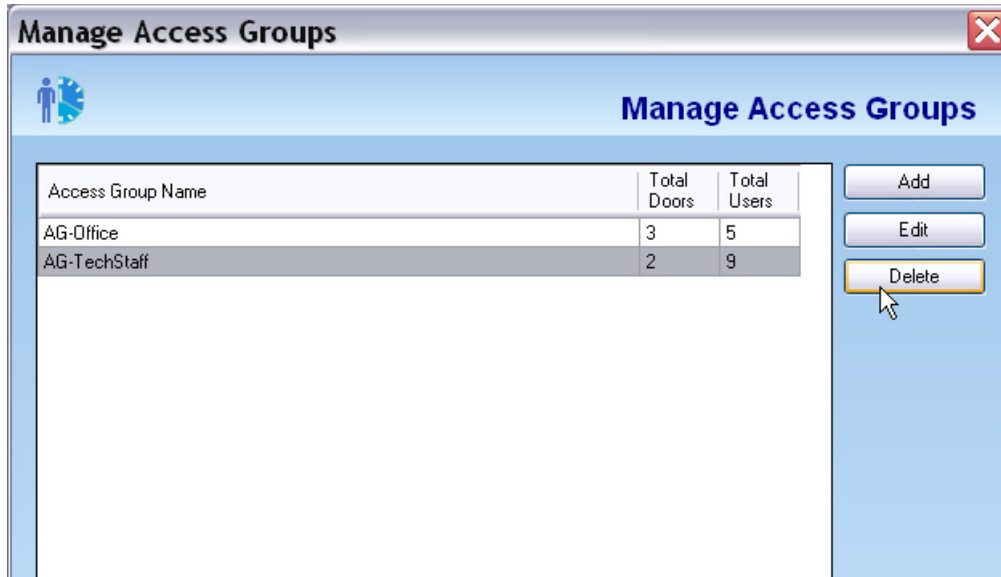 Manage Access Groups
Manage Access Groups
Access Group Name
Total
Doors
Total
Users
AG-Office 3 5
AG-TechStaff 2 9
Add
Edit
Delete